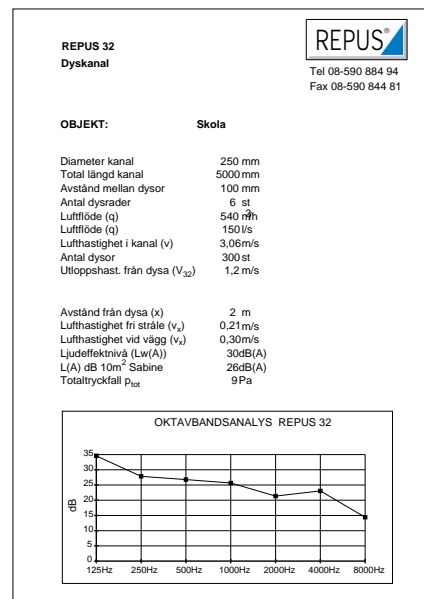 REPUS 32
Dyskanal
REPUS®
Tel 08-590 884 94
Fax 08-590 844 81
OBJEKT: Skola
Diameter kanal 250 mm
Total längd kanal 5000 mm
Avstånd mellan dysor 100 mm
Antal dysrader 6 st
Luftflöde (q) 540 m³/h
Luftflöde (q) 150 l/s
Lufthastighet i kanal (v) 3,06 m/s
Antal dysor 300 st
Utloppshast. från dysa (V32) 1,2 m/s
Avstånd från dysa (x) 2 m
Lufthastighet fri stråle (vx) 0,21 m/s
Lufthastighet vid vägg (vx) 0,30 m/s
Ljudeffektnivå (Lw(A)) 30 dB(A)
L(A) dB 10m² Sabine 26 dB(A)
Totaltryckfall ptot 9 Pa
OKTAVBANDSANALYS REPUS 32
dB
35
30
25
20
15
10
5
0
125Hz 250Hz 500Hz 1000Hz 2000Hz 4000Hz 8000Hz